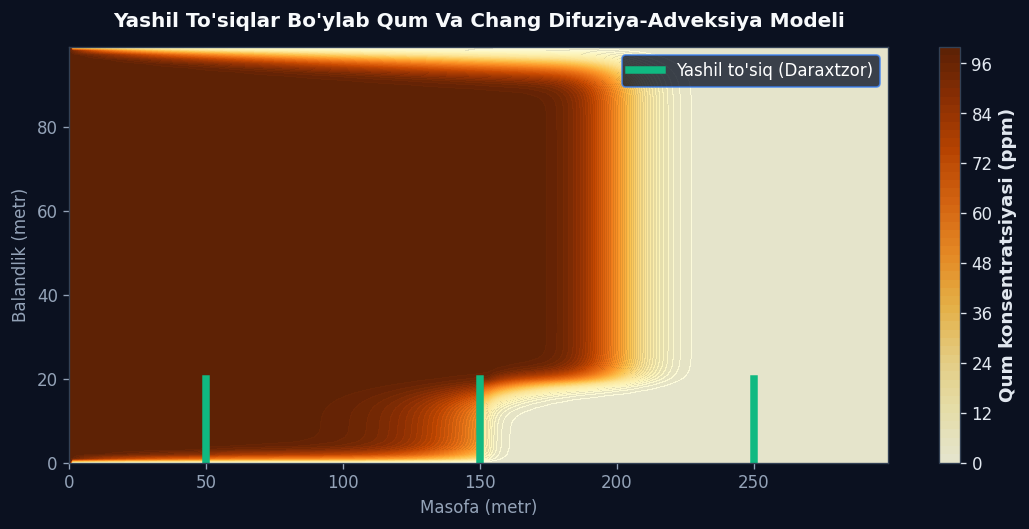 Yashil To'siqlar Bo'ylab Qum Va Chang Difuziya-Adveksiya Modeli
Yashil to'siq (Daraxtzor)
Balandlik (metr)
80
60
40
20
0
0 50 100 150 200 250
Masofa (metr)
96
84
72
60
48
36
24
12
0
Qum konsentratsiyasi (ppm)